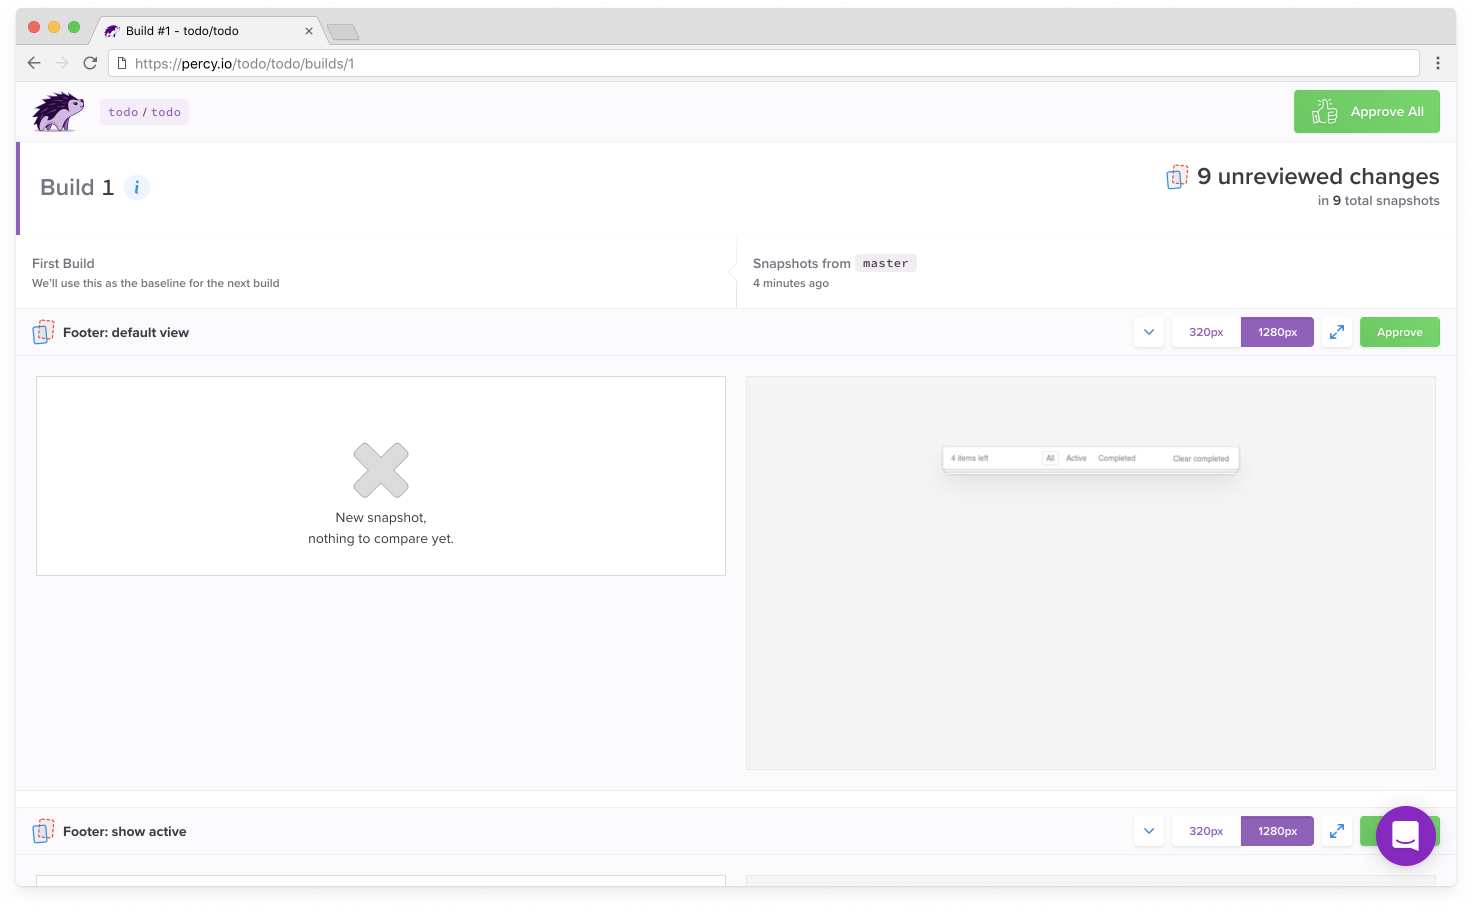 Build #1 - todo/todo
https://percy.io/todo/todo/builds/1
todo / todo
Approve All
Build 1 i
9 unreviewed changes
in 9 total snapshots
First Build
We'll use this as the baseline for the next build
Snapshots from master
4 minutes ago
Footer: default view
320px 1280px Approve
New snapshot,
nothing to compare yet.
4 items left All Active Completed Clear completed
Footer: show active
320px 1280px